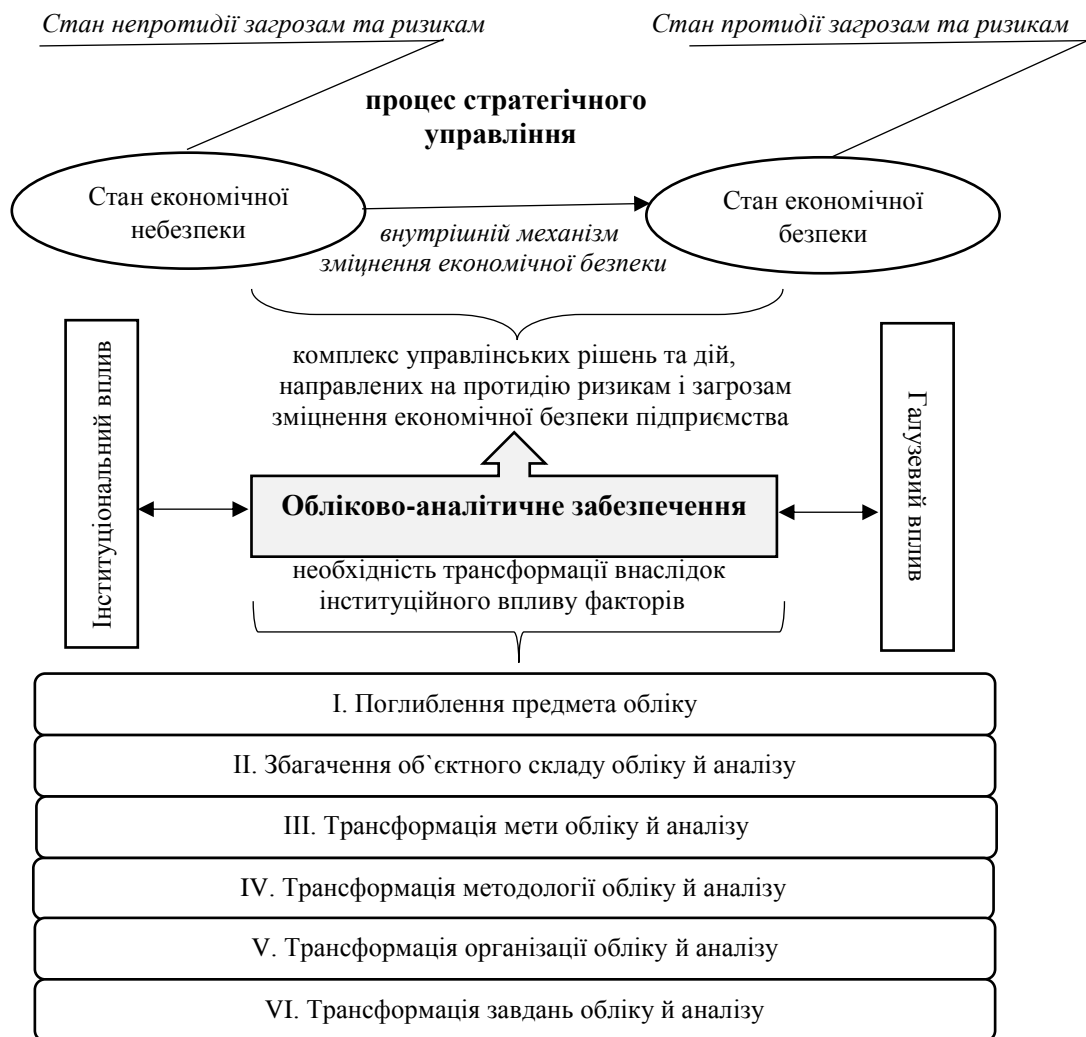 Стан непротидії загрозам та ризикам
Стан протидії загрозам та ризикам
процес стратегічного
управління
Стан економічної
небезпеки
Стан економічної
безпеки
внутрішній механізм
зміцнення економічної безпеки
Інституціональний вплив
комплекс управлінських рішень та дій,
направлених на протидію ризикам і загрозам
зміцнення економічної безпеки підприємства
Галузевий вплив
Обліково-аналітичне забезпечення
необхідність трансформації внаслідок
інституційного впливу факторів
I. Поглиблення предмета обліку
II. Збагачення об`єктного складу обліку й аналізу
III. Трансформація мети обліку й аналізу
IV. Трансформація методології обліку й аналізу
V. Трансформація організації обліку й аналізу
VI. Трансформація завдань обліку й аналізу